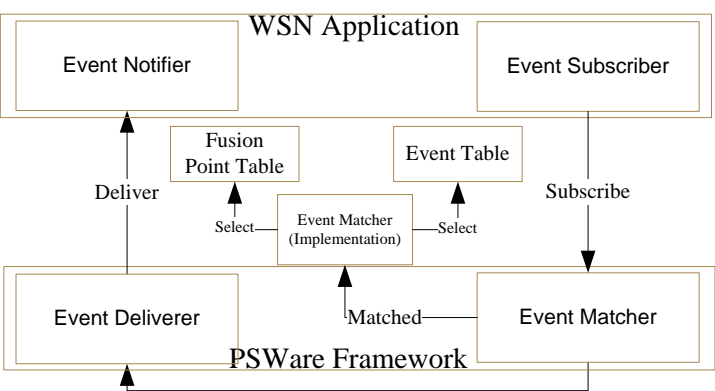 WSN Application
Event Notifier
Event Subscriber
Fusion
Point Table
Event Table
Deliver
Subscribe
Select
Event Matcher
(Implementation)
Select
Matched
Event Deliverer
Event Matcher
PSWare Framework